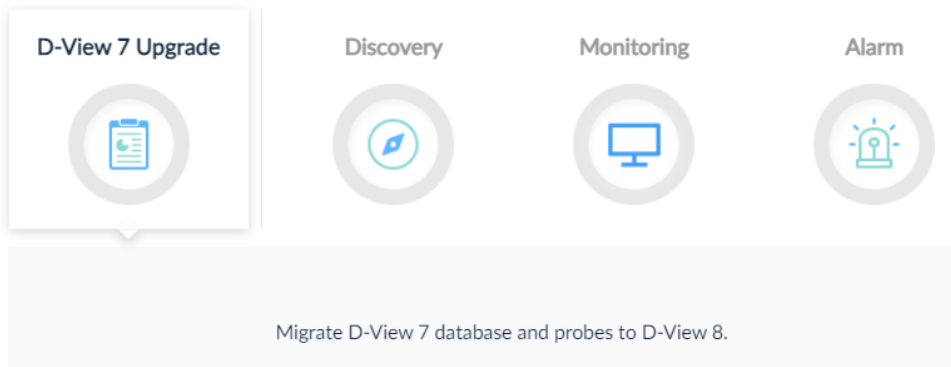 D-View 7 Upgrade
Discovery
Monitoring
Alarm
Migrate D-View 7 database and probes to D-View 8.